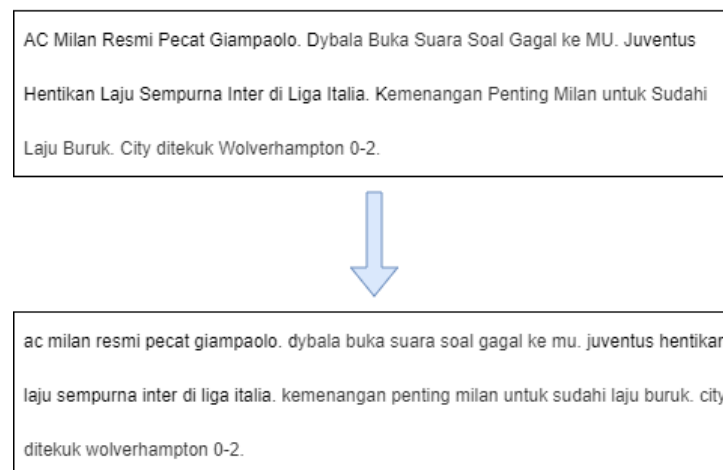 AC Milan Resmi Pecat Giampaolo. Dybala Buka Suara Soal Gagal ke MU. Juventus
Hentikan Laju Sempurna Inter di Liga Italia. Kemenangan Penting Milan untuk Sudahi
Laju Buruk. City ditekuk Wolverhampton 0-2.
ac milan resmi pecat giampaolo. dybala buka suara soal gagal ke mu. juventus hentikan
laju sempurna inter di liga italia. kemenangan penting milan untuk sudahi laju buruk. city
ditekuk wolverhampton 0-2.